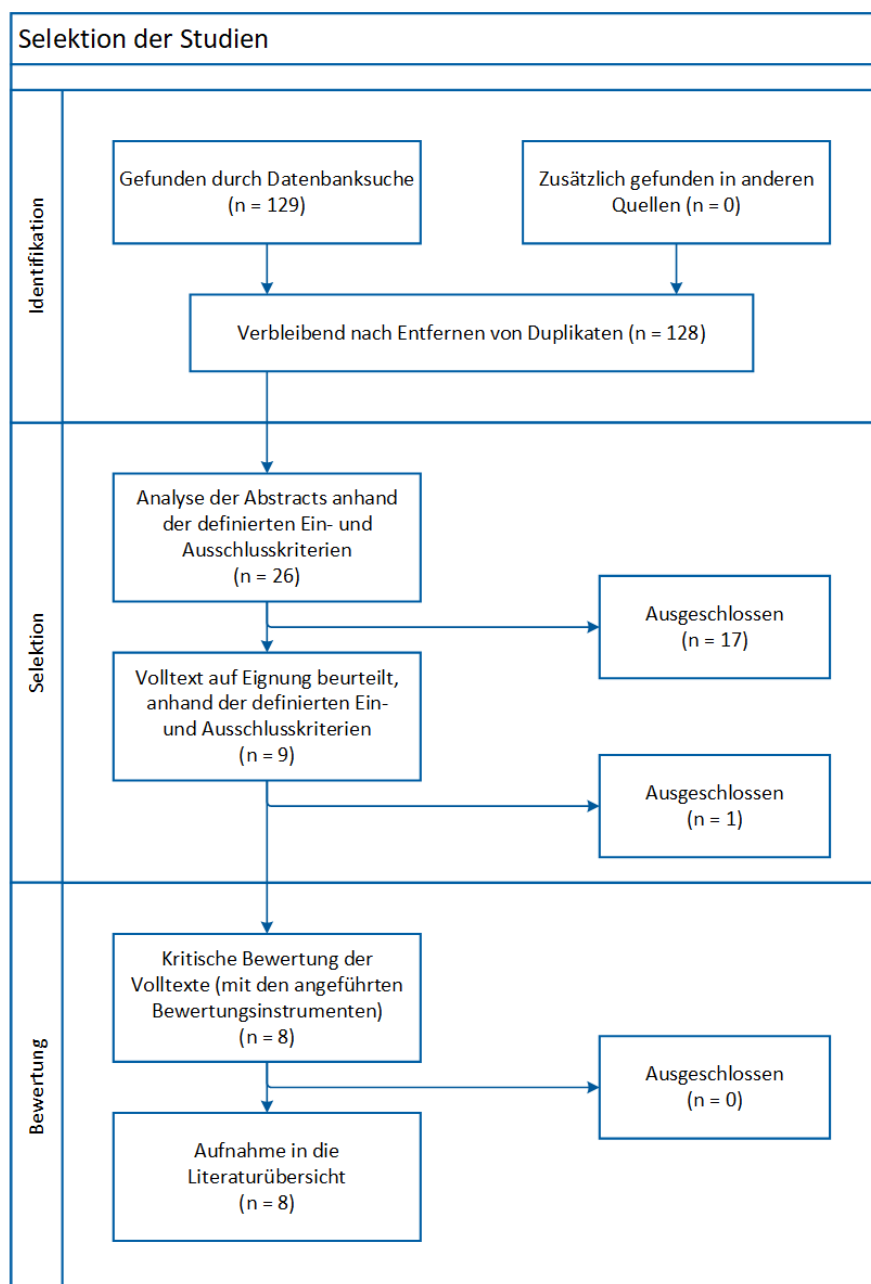 Selektion der Studien
Identifikation
Gefunden durch Datenbanksuche
(n = 129)
Zusätzlich gefunden in anderen
Quellen (n = 0)
Verbleibend nach Entfernen von Duplikaten (n = 128)
Selektion
Analyse der Abstracts anhand
der definierten Ein- und
Ausschlusskriterien
(n = 26)
Ausgeschlossen
(n = 17)
Volltext auf Eignung beurteilt,
anhand der definierten Ein-
und Ausschlusskriterien
(n = 9)
Ausgeschlossen
(n = 1)
Bewertung
Kritische Bewertung der
Volltexte (mit den angeführten
Bewertungsinstrumenten)
(n = 8)
Ausgeschlossen
(n = 0)
Aufnahme in die
Literaturübersicht
(n = 8)